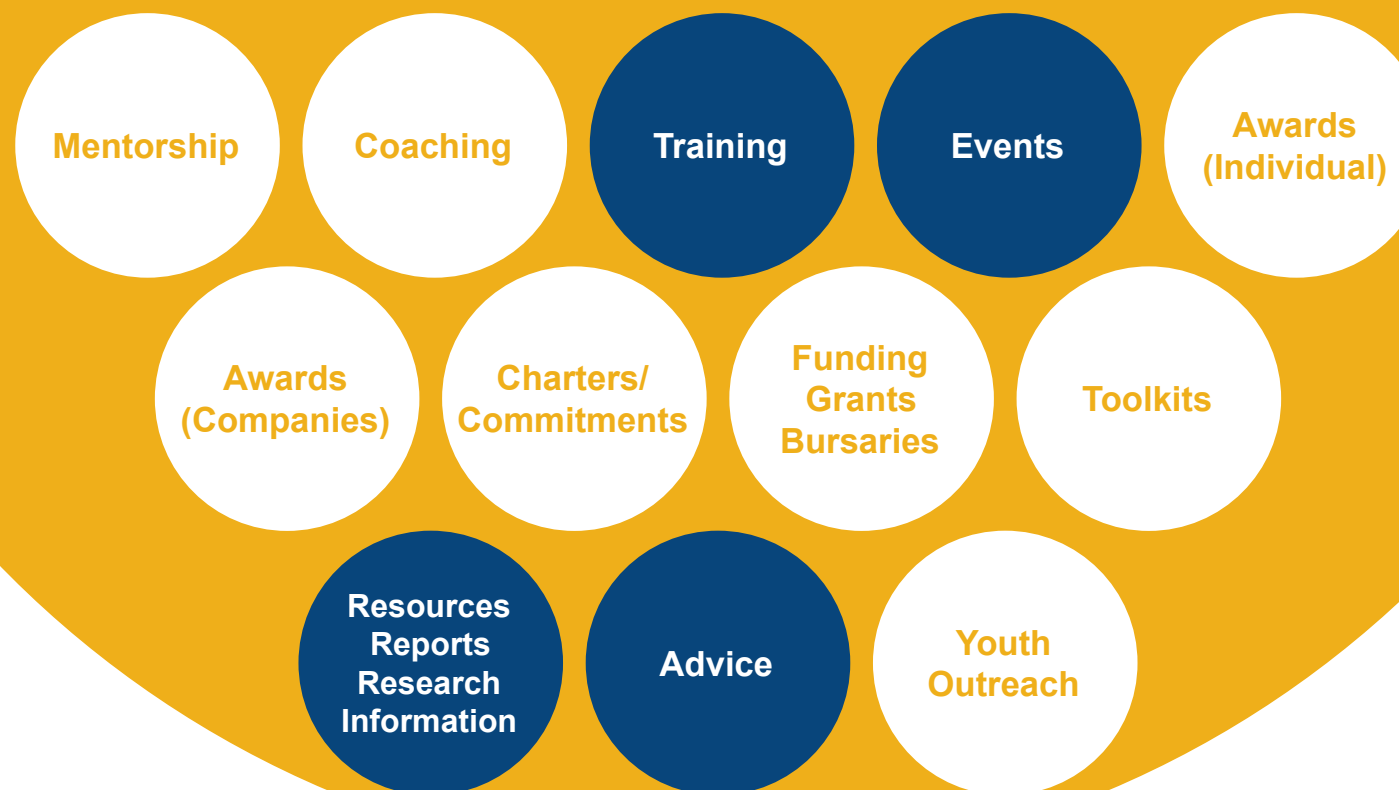 Mentorship
Coaching
Training
Events
Awards
(Individual)
Awards
(Companies)
Charters/
Commitments
Funding
Grants
Bursaries
Toolkits
Resources
Reports
Research
Information
Advice
Youth
Outreach